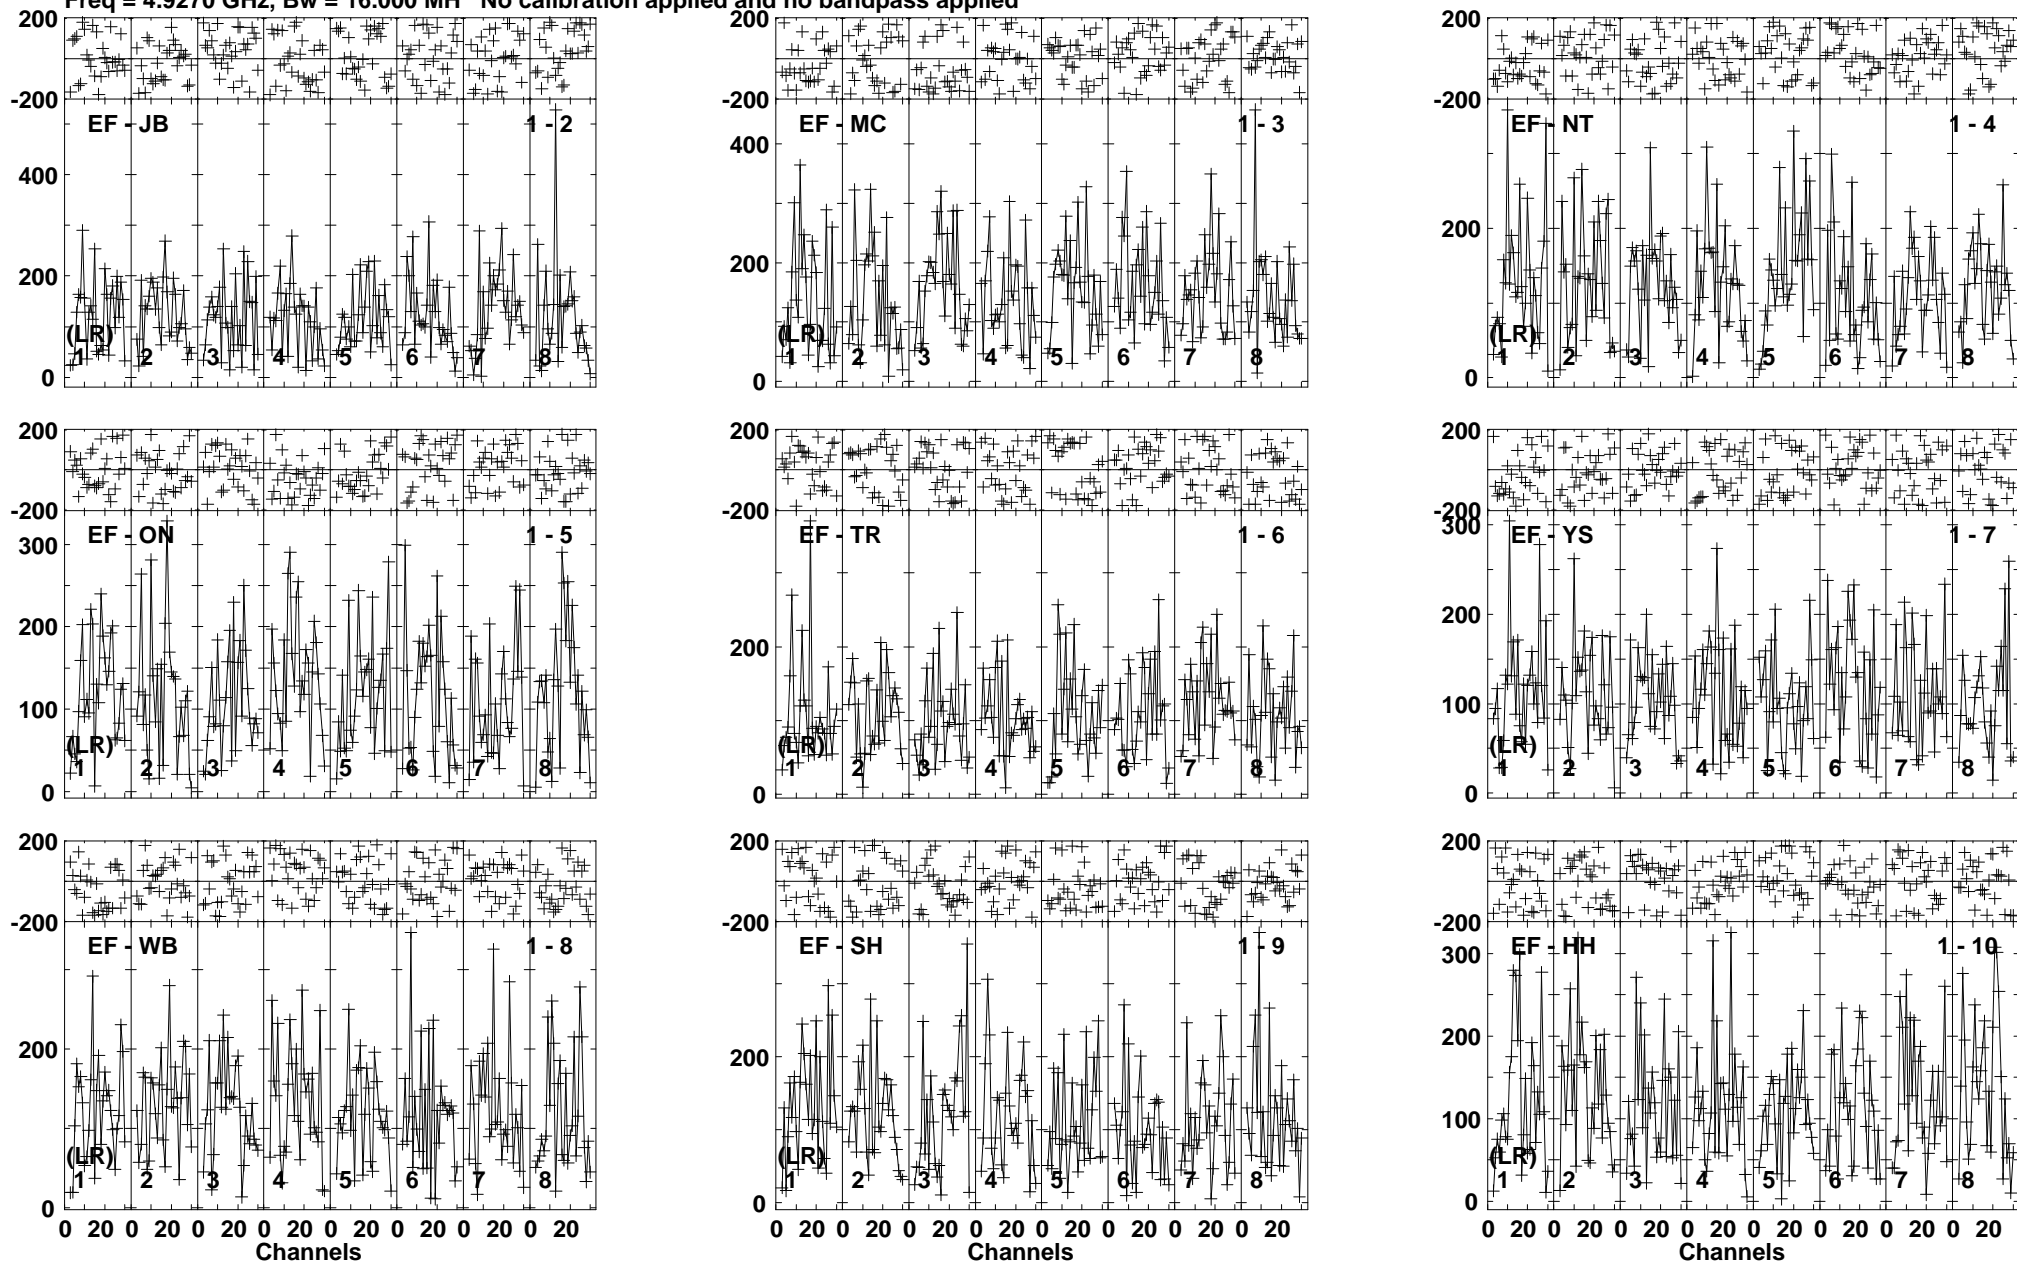 Freq = 4.9270 GHz, Bw = 16.000 MH No calibration applied and no bandpass applied
200 200 200
-200 -200 -200
EF - JB 1 - 2 EF - MC 1 - 3 EF - NT 1 - 4
400 400
200 200 200
(LR) (LR) (LR)
1 2 3 4 5 6 7 8 1 2 3 4 5 6 7 8 1 2 3 4 5 6 7 8
0 0 0
200 200 200
-200 -200 -200
EF - ON 1 - 5 EF - TR 1 - 6 EF - YS 1 - 7
300 300
200 200 200
100 100
(LR) (LR) (LR)
1 2 3 4 5 6 7 8 1 2 3 4 5 6 7 8 1 2 3 4 5 6 7 8
0 0 0
200 200 200
-200 -200 -200
EF - WB 1 - 8 EF - SH 1 - 9 EF - HH 1 - 10
300
200 200 200
100
(LR) (LR) (LR)
1 2 3 4 5 6 7 8 1 2 3 4 5 6 7 8 1 2 3 4 5 6 7 8
0 0 0
0 20 0 20 0 20 0 20 0 20 0 20 0 20 0 20 0 20 0 20 0 20 0 20 0 20 0 20 0 20 0 20 0 20 0 20 0 20 0 20 0 20 0 20 0 20 0 20
Channels Channels